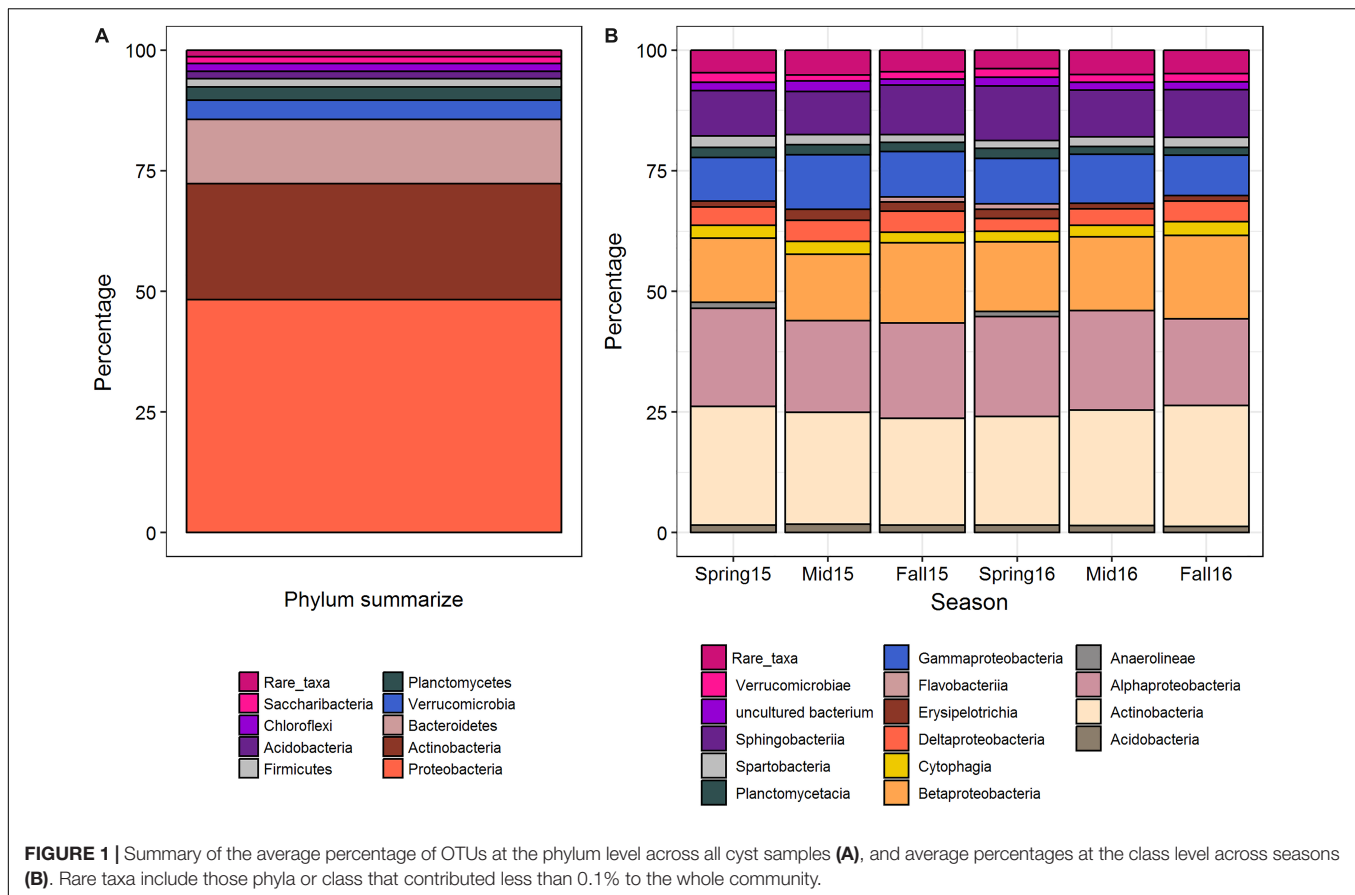 A
100
75
50
25
0
Percentage
Phylum summarize
Rare_taxa
Saccharibacteria
Chloroflexi
Acidobacteria
Firmicutes
Planctomycetes
Verrucomicrobia
Bacteroidetes
Actinobacteria
Proteobacteria
B
100
75
50
25
0
Percentage
Spring15 Mid15 Fall15 Spring16 Mid16 Fall16
Season
Rare_taxa
Verrucomicrobiae
uncultured bacterium
Sphingobacteriia
Spartobacteria
Planctomycetacia
Gammaproteobacteria
Flavobacteriia
Erysipelotrichia
Deltaproteobacteria
Cytophagia
Betaproteobacteria
Anaerolineae
Alphaproteobacteria
Actinobacteria
Acidobacteria
FIGURE 1 | Summary of the average percentage of OTUs at the phylum level across all cyst samples (A), and average percentages at the class level across seasons
(B). Rare taxa include those phyla or class that contributed less than 0.1% to the whole community.